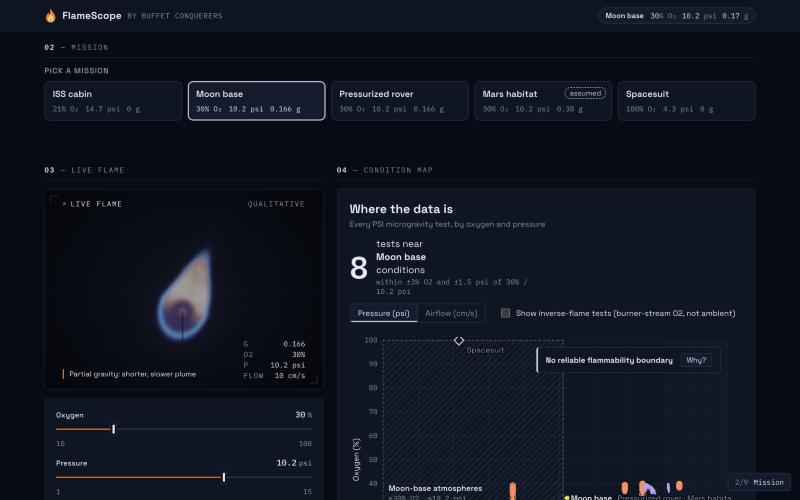 FlameScope BY BUFFET CONQUERERS
Moon base 30% O₂ 10.2 psi 0.17 g
02 — MISSION
PICK A MISSION
ISS cabin
21% O₂ 14.7 psi 0 g
Moon base
30% O₂ 10.2 psi 0.166 g
Pressurized rover
30% O₂ 10.2 psi 0.166 g
Mars habitat assumed
30% O₂ 10.2 psi 0.38 g
Spacesuit
100% O₂ 4.3 psi 0 g
03 — LIVE FLAME
LIVE FLAME QUALITATIVE
G 0.166
O2 30%
P 10.2 psi
FLOW 10 cm/s
Partial gravity: shorter, slower plume
Oxygen 30 %
10 100
Pressure 10.2 psi
1 15
04 — CONDITION MAP
Where the data is
Every PSI microgravity test, by oxygen and pressure
8 tests near
Moon base
conditions
within ±3% O2 and ±1.5 psi of 30% /
10.2 psi
Pressure (psi) Airflow (cm/s) Show inverse-flame tests (burner-stream O2, not ambient)
100
Spacesuit
No reliable flammability boundary Why?
90
80
70
60
50
40
Oxygen (%)
Moon-base atmospheres
≥30% O2, ≤10.2 psi
Moon base · Pressurized rover · Mars habitat
2/9 Mission